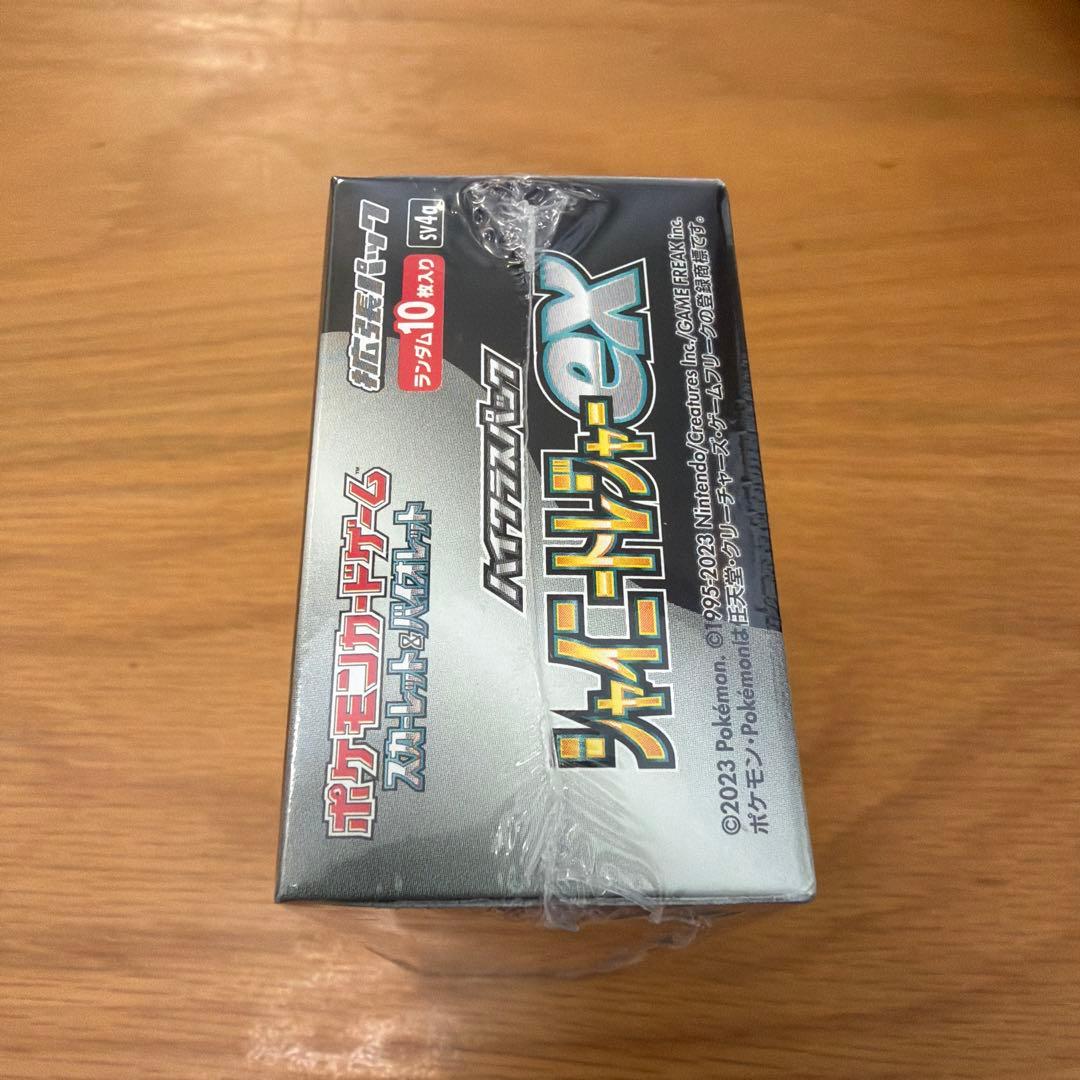 ポケモンカードゲーム™
スカーレット&バイオレット
拡張パック
ランダム10枚入り
sv4a
ハイクラスパック
シャイニートレジャーex
©2023 Pokémon. ©1995-2023 Nintendo/Creatures Inc./GAME FREAK inc.
ポケモン・Pokémonは任天堂・クリーチャーズ・ゲームフリークの登録商標です。